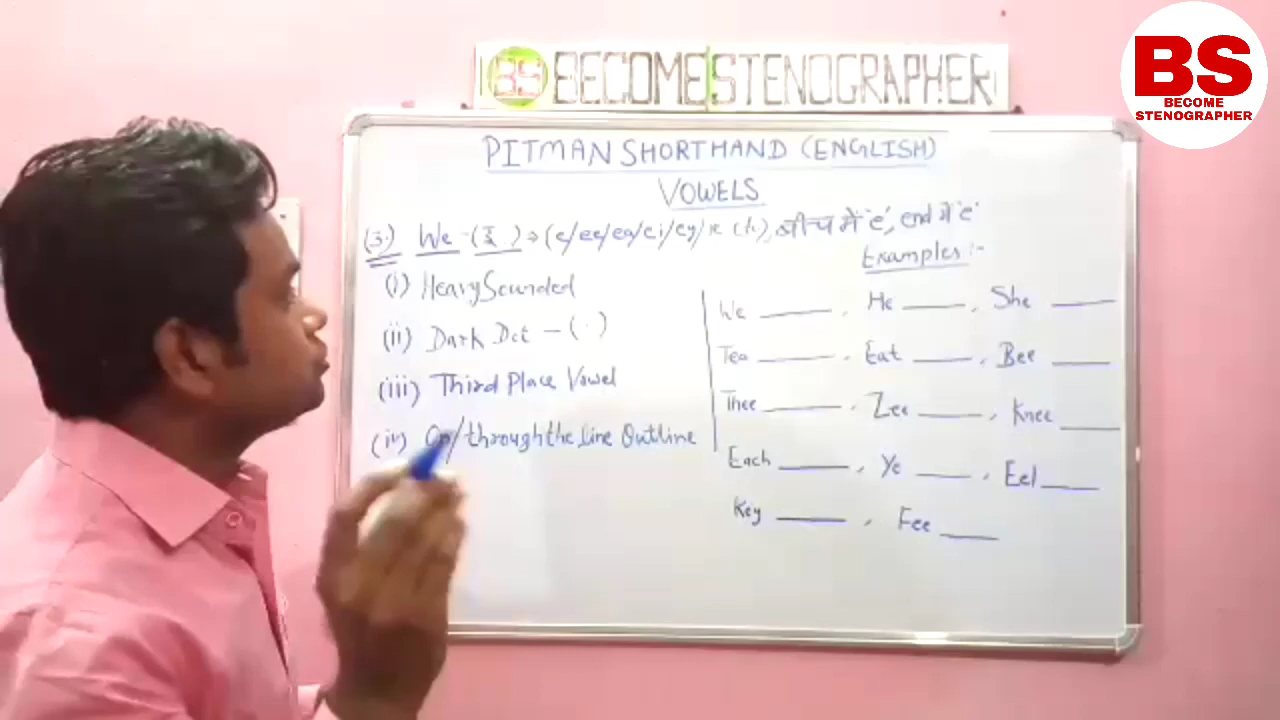 BS BECOME STENOGRAPHER
BS
BECOME
STENOGRAPHER
PITMAN SHORTHAND (ENGLISH)
VOWELS
(3.) We - (ई) → (e/ee/ea/ei/ey/ie (h), बीच में 'e', end में 'e'
Examples :-
(i) Heavy Sounded
(ii) Dark Dot - (.)
(iii) Third Place Vowel
(iv) On/through the line Outline
We ____ , He ____ , She ____
Tea ____ , Eat ____ , Bee ____
Thee ____ , Zee ____ , Knee ____
Each ____ , Ye ____ , Eel ____
Key ____ , Fee ____